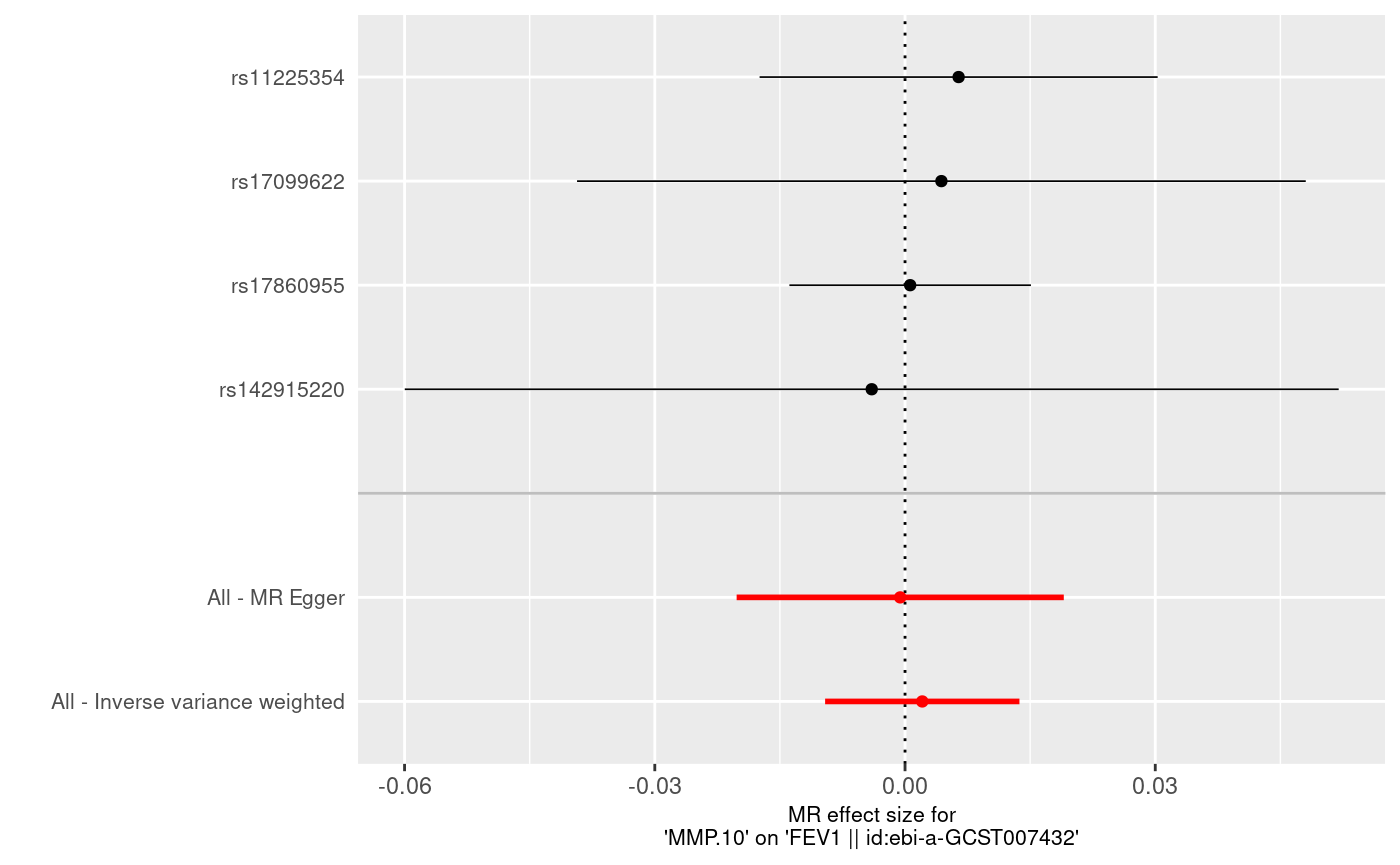 rs11225354
rs17099622
rs17860955
rs142915220
All - MR Egger
All - Inverse variance weighted
-0.06
-0.03
0.00
0.03
MR effect size for
'MMP.10' on 'FEV1 || id:ebi-a-GCST007432'